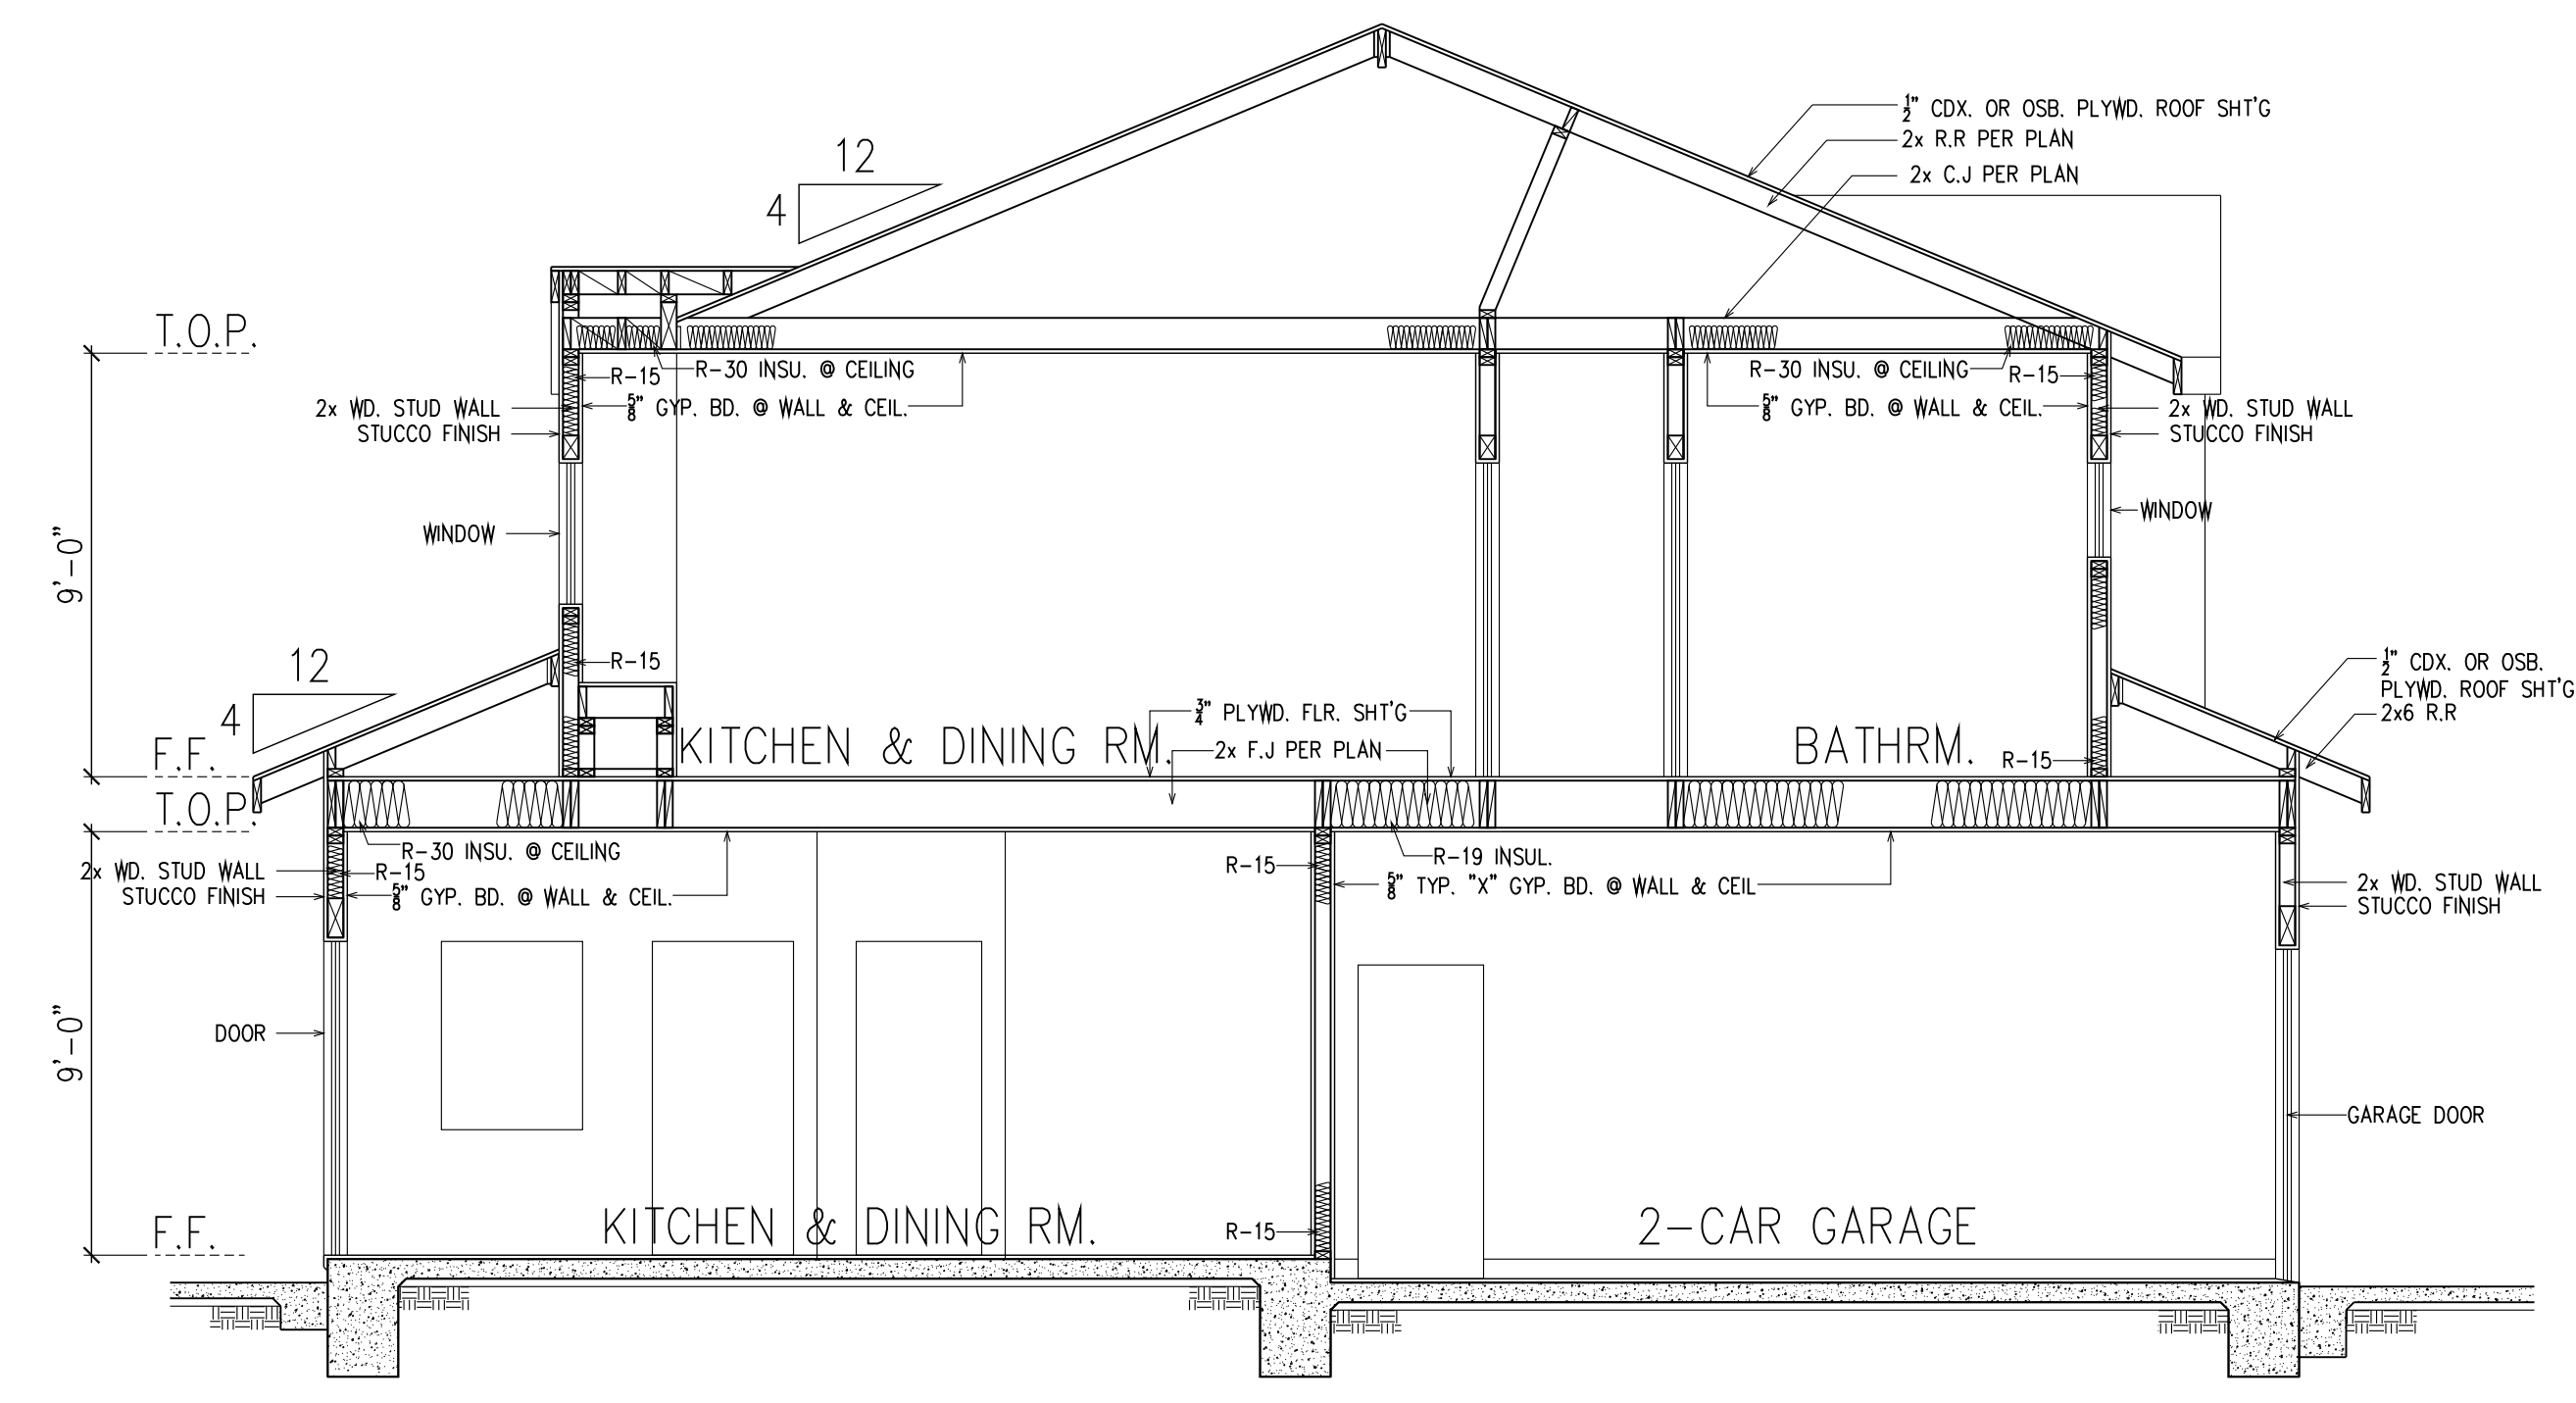 12
4
½" CDX. OR OSB. PLYWD. ROOF SHT'G
2x R.R PER PLAN
2x C.J PER PLAN
T.O.P.
R-30 INSU. @ CEILING
R-15
⅝" GYP. BD. @ WALL & CEIL.
2x WD. STUD WALL
STUCCO FINISH
R-30 INSU. @ CEILING
R-15
⅝" GYP. BD. @ WALL & CEIL.
2x WD. STUD WALL
STUCCO FINISH
WINDOW
WINDOW
9'-0"
12
4
R-15
½" CDX. OR OSB.
PLYWD. ROOF SHT'G
2x6 R.R
¾" PLYWD. FLR. SHT'G
2x F.J PER PLAN
KITCHEN & DINING RM.
BATHRM.
R-15
F.F.
T.O.P.
R-30 INSU. @ CEILING
R-15
2x WD. STUD WALL
STUCCO FINISH
⅝" GYP. BD. @ WALL & CEIL.
R-15
R-19 INSUL.
⅝" TYP. "X" GYP. BD. @ WALL & CEIL
2x WD. STUD WALL
STUCCO FINISH
9'-0"
DOOR
GARAGE DOOR
F.F.
KITCHEN & DINING RM.
R-15
2-CAR GARAGE